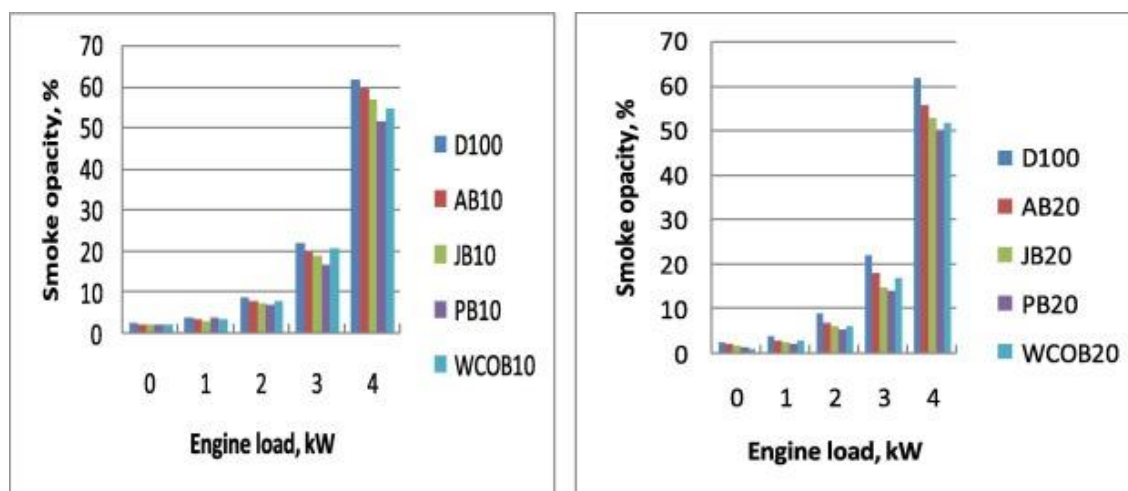 70
60
50
40
30
20
10
0
Smoke opacity, %
0 1 2 3 4
Engine load, kW
D100
AB10
JB10
PB10
WCOB10
70
60
50
40
30
20
10
0
Smoke opacity, %
0 1 2 3 4
Engine load, kW
D100
AB20
JB20
PB20
WCOB20